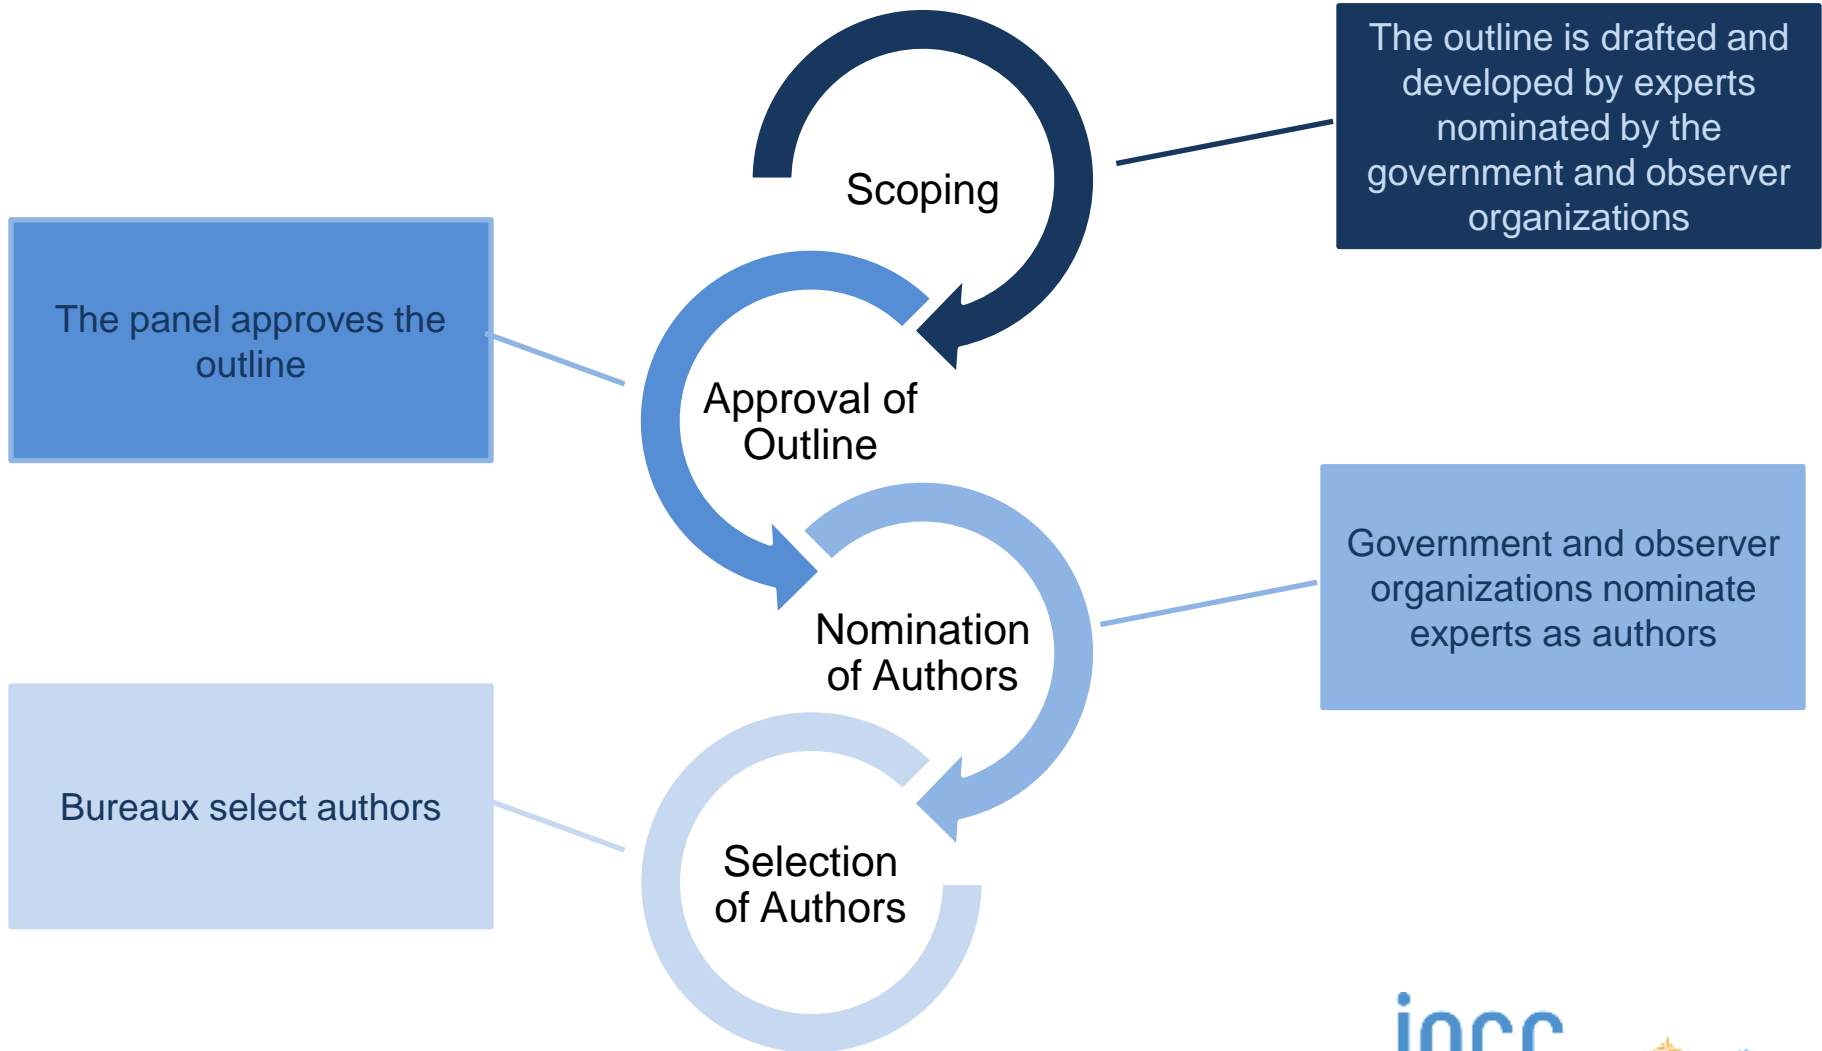 The outline is drafted and
developed by experts
nominated by the
government and observer
organizations
Scoping
The panel approves the
outline
Approval of
Outline
Government and observer
organizations nominate
experts as authors
Nomination
of Authors
Bureaux select authors
Selection
of Authors
ipcc